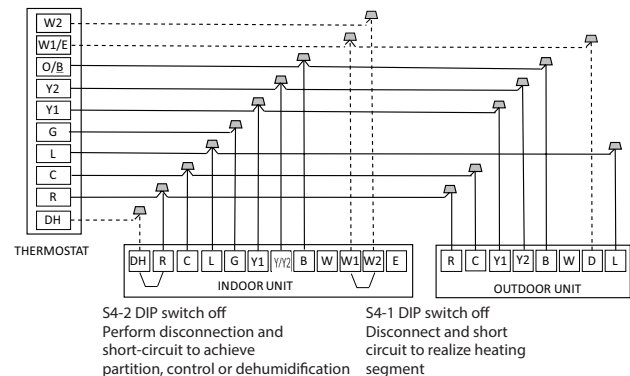 W2
W1/E
O/B
Y2
Y1
G
L
C
R
DH
THERMOSTAT
DH R C L G Y1 Y/Y2 B W W1 W2 E
INDOOR UNIT
R C Y1 Y2 B W D L
OUTDOOR UNIT
S4-2 DIP switch off
Perform disconnection and
short-circuit to achieve
partition, control or dehumidification
S4-1 DIP switch off
Disconnect and short
circuit to realize heating
segment